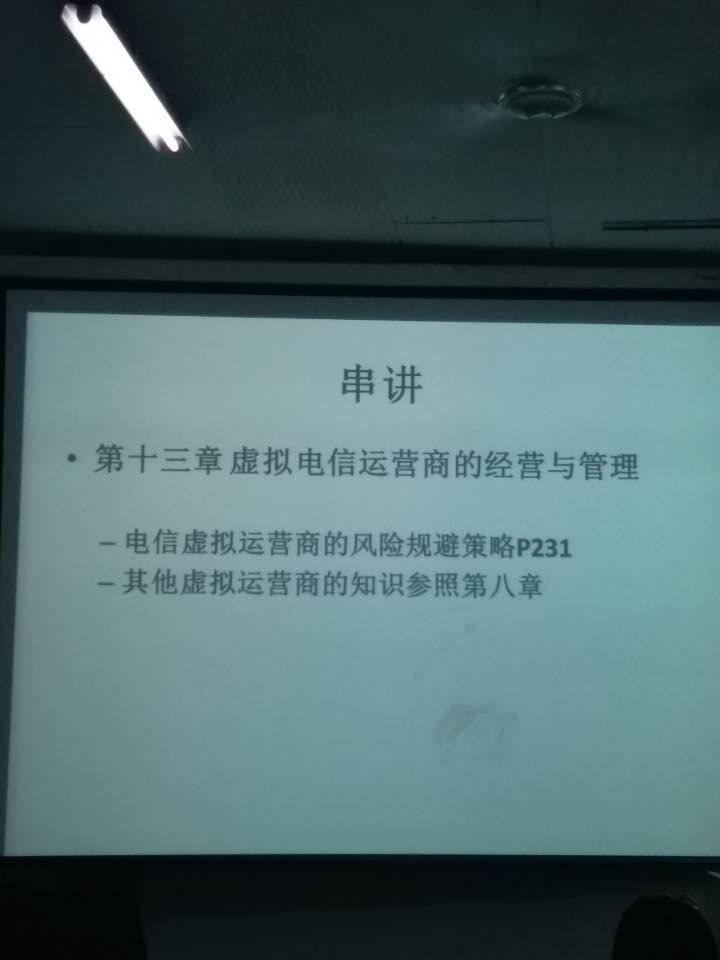 串讲
• 第十三章 虚拟电信运营商的经营与管理
– 电信虚拟运营商的风险规避策略P231
– 其他虚拟运营商的知识参照第八章